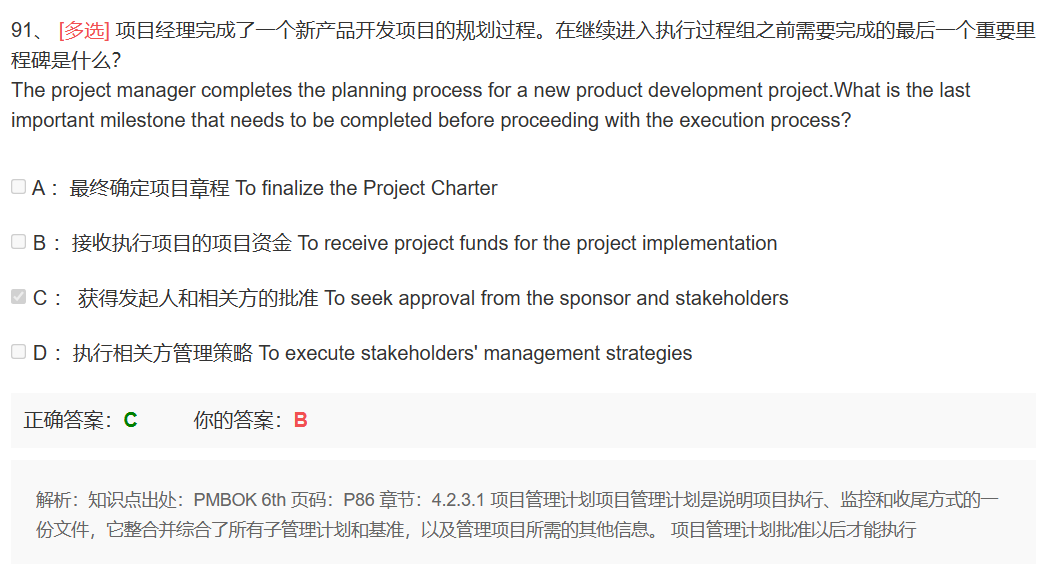 91、 [多选] 项目经理完成了一个新产品开发项目的规划过程。在继续进入执行过程组之前需要完成的最后一个重要里
程碑是什么？
The project manager completes the planning process for a new product development project.What is the last
important milestone that needs to be completed before proceeding with the execution process?
A： 最终确定项目章程 To finalize the Project Charter
B ： 接收执行项目的项目资金 To receive project funds for the project implementation
C： 获得发起人和相关方的批准 To seek approval from the sponsor and stakeholders
D ： 执行相关方管理策略 To execute stakeholders' management strategies
正确答案：C 你的答案：B
解析：知识点出处：PMBOK 6th 页码：P86 章节：4.2.3.1 项目管理计划项目管理计划是说明项目执行、监控和收尾方式的一
份文件，它整合并综合了所有子管理计划和基准，以及管理项目所需的其他信息。 项目管理计划批准以后才能执行